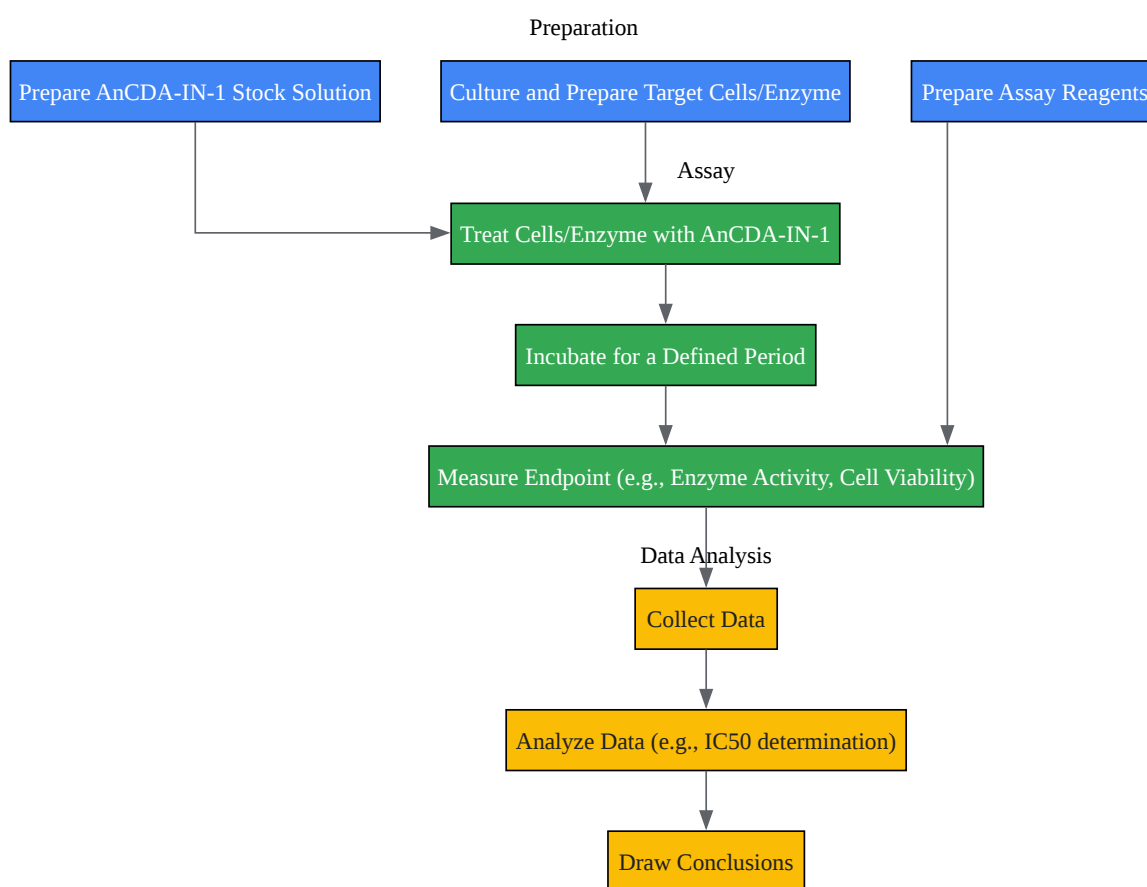 Preparation
Prepare AnCDA-IN-1 Stock Solution
Culture and Prepare Target Cells/Enzyme
Prepare Assay Reagents
Assay
Treat Cells/Enzyme with AnCDA-IN-1
Incubate for a Defined Period
Measure Endpoint (e.g., Enzyme Activity, Cell Viability)
Data Analysis
Collect Data
Analyze Data (e.g., IC50 determination)
Draw Conclusions